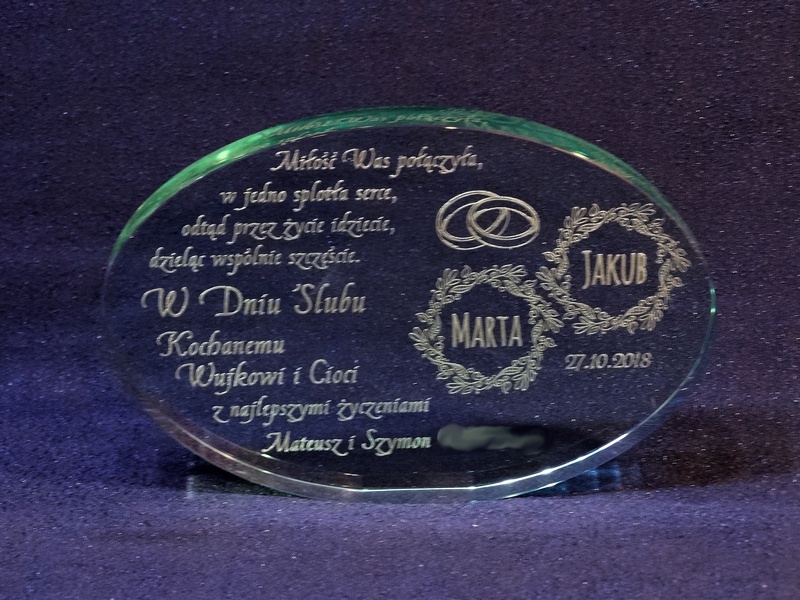 Miłość Was połączyła,
w jedno splotła serce,
odtąd przez życie idziecie,
dzieląc wspólnie szczęście.
W Dniu Ślubu
Kochanemu
Wujkowi i Cioci
z najlepszymi życzeniami
Mateusz i Szymon
JAKUB
MARTA
27.10.2018